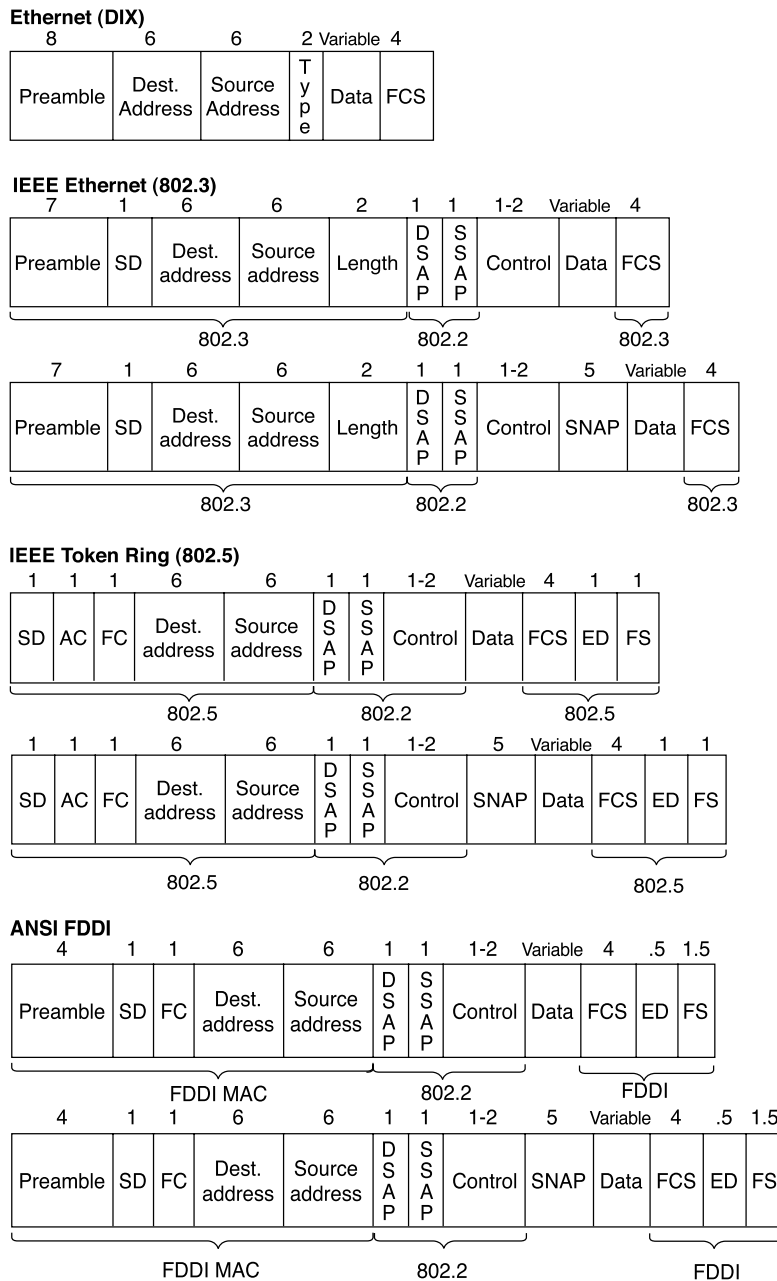 Ethernet (DIX)
8 6 6 2 Variable 4
Preamble Dest. Address Source Address Type Data FCS
IEEE Ethernet (802.3)
7 1 6 6 2 1 1 1-2 Variable 4
Preamble SD Dest. address Source address Length DSAP SSAP Control Data FCS
802.3 802.2 802.3
7 1 6 6 2 1 1 1-2 5 Variable 4
Preamble SD Dest. address Source address Length DSAP SSAP Control SNAP Data FCS
802.3 802.2 802.3
IEEE Token Ring (802.5)
1 1 1 6 6 1 1 1-2 Variable 4 1 1
SD AC FC Dest. address Source address DSAP SSAP Control Data FCS ED FS
802.5 802.2 802.5
1 1 1 6 6 1 1 1-2 5 Variable 4 1 1
SD AC FC Dest. address Source address DSAP SSAP Control SNAP Data FCS ED FS
802.5 802.2 802.5
ANSI FDDI
4 1 1 6 6 1 1 1-2 Variable 4 .5 1.5
Preamble SD FC Dest. address Source address DSAP SSAP Control Data FCS ED FS
FDDI MAC 802.2 FDDI
4 1 1 6 6 1 1 1-2 5 Variable 4 .5 1.5
Preamble SD FC Dest. address Source address DSAP SSAP Control SNAP Data FCS ED FS
FDDI MAC 802.2 FDDI